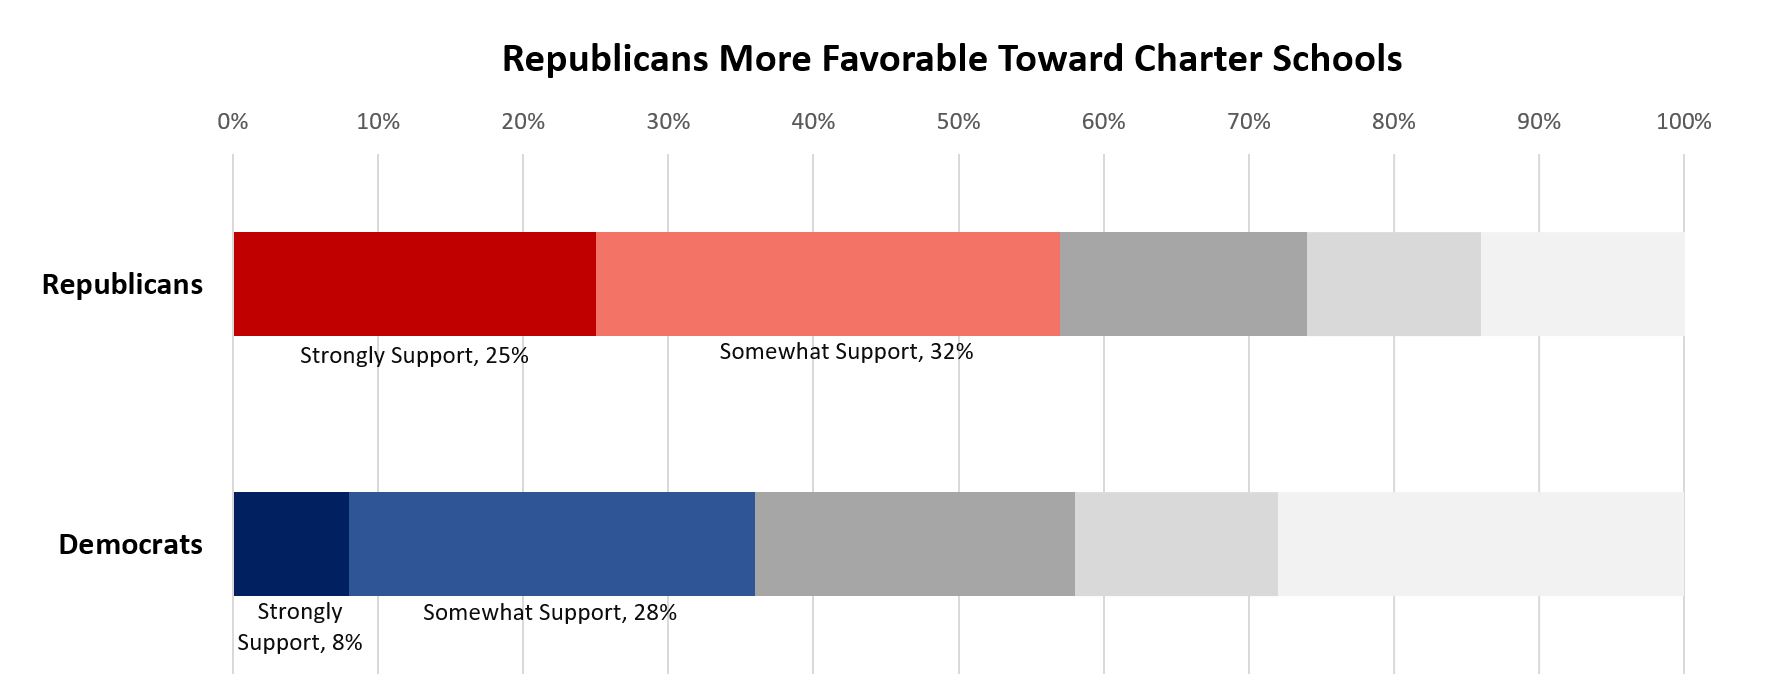 Republicans More Favorable Toward Charter Schools
0% 10% 20% 30% 40% 50% 60% 70% 80% 90% 100%
Republicans
Strongly Support, 25% Somewhat Support, 32%
Democrats
Strongly
Support, 8%
Somewhat Support, 28%